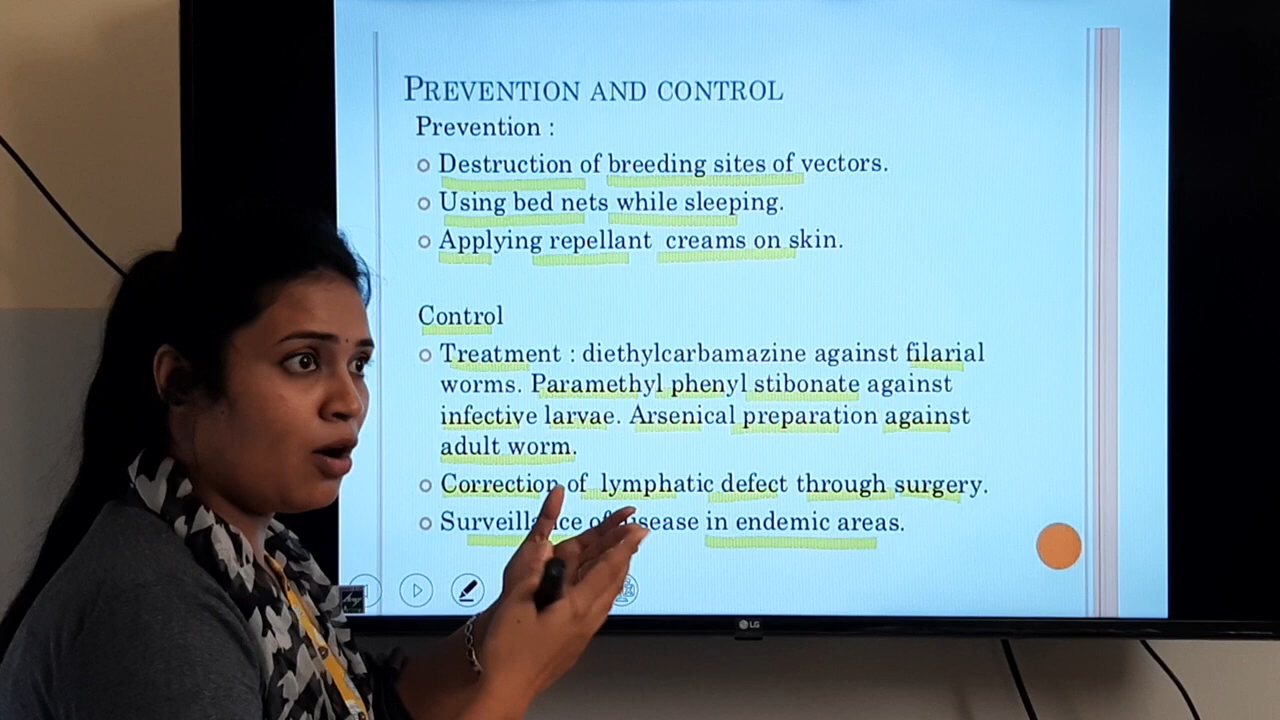 PREVENTION AND CONTROL
Prevention :
Destruction of breeding sites of vectors.
Using bed nets while sleeping.
Applying repellant creams on skin.
Control
Treatment : diethylcarbamazine against filarial
worms. Paramethyl phenyl stibonate against
infective larvae. Arsenical preparation against
adult worm.
Correction of lymphatic defect through surgery.
in endemic areas.
LG